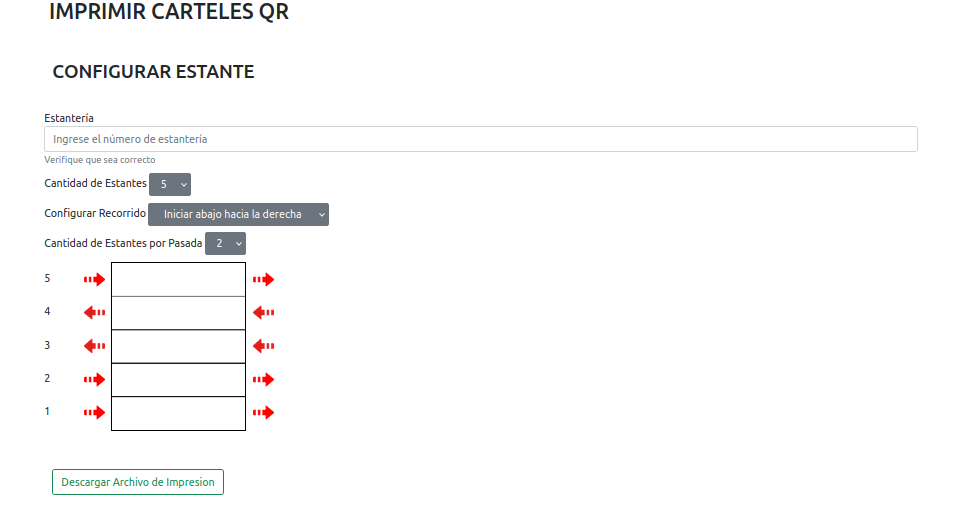 IMPRIMIR CARTELES QR
CONFIGURAR ESTANTE
Estantería
Ingrese el número de estantería
Verifique que sea correcto
Cantidad de Estantes 5
Configurar Recorrido Iniciar abajo hacia la derecha
Cantidad de Estantes por Pasada 2
5
4
3
2
1
Descargar Archivo de Impresion